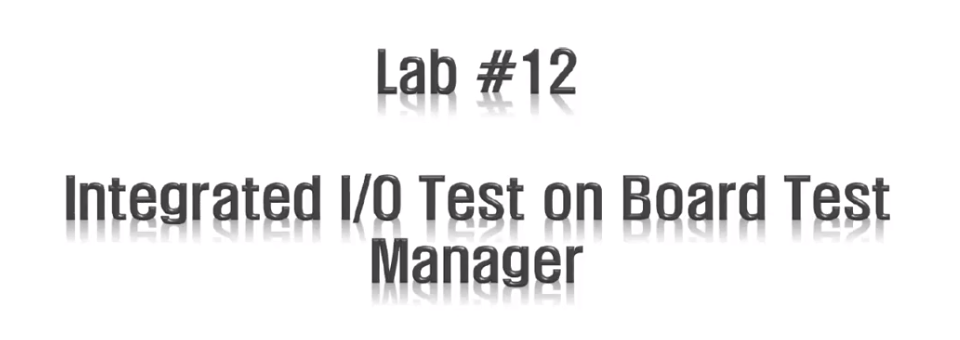 Lab #12
Integrated I/O Test on Board Test
Manager